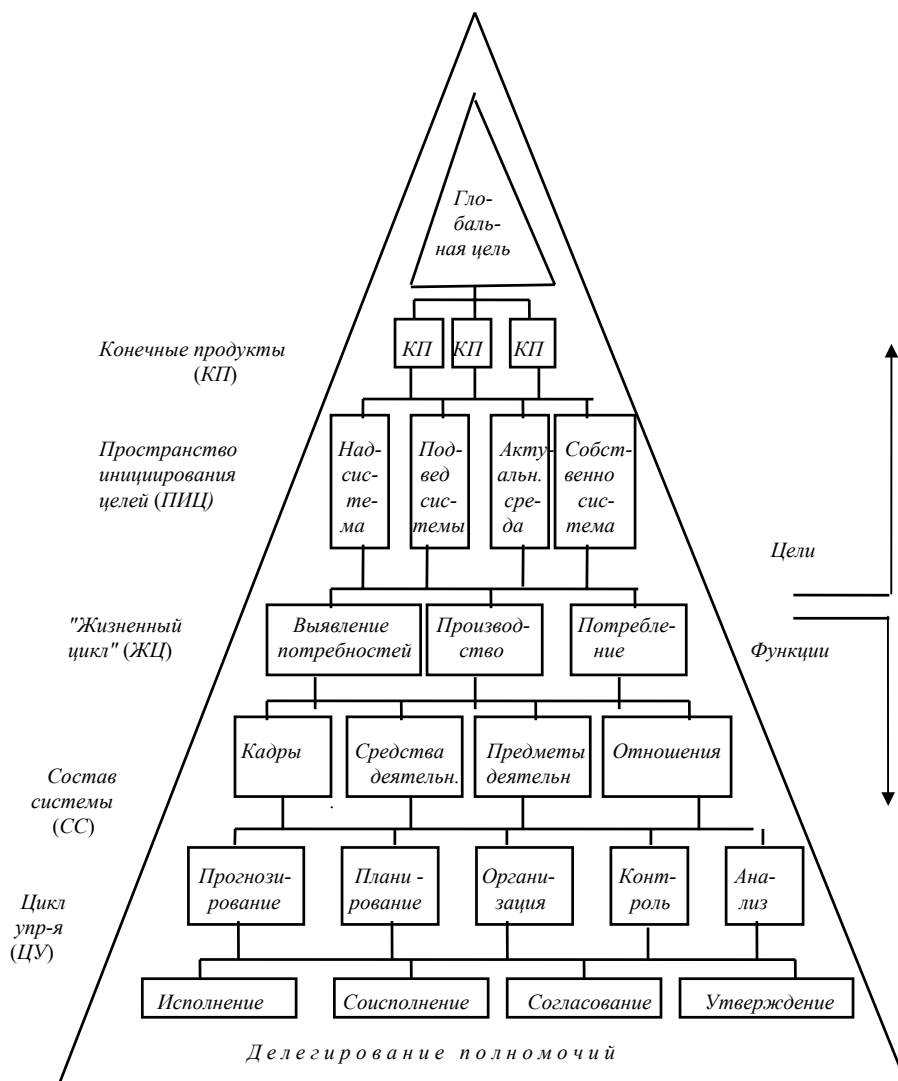 Гло-
баль-
ная цель
Конечные продукты
(КП)
КП
КП
КП
Пространство
инициирования
целей (ПИЦ)
Над-
сис-
те-
ма
Под-
вед
сис-
темы
Акту-
альн.
сре-
да
Собст-
венно
сис-
тема
Цели
"Жизненный
цикл" (ЖЦ)
Выявление
потребностей
Производ-
ство
Потребле-
ние
Функции
Состав
системы
(СС)
Кадры
Средства
деятельн.
Предметы
деятельн
Отношения
Цикл
упр-я
(ЦУ)
Прогнози-
рование
Плани -
рование
Органи-
зация
Конт-
роль
Ана-
лиз
Исполнение
Соисполнение
Согласование
Утверждение
Делегирование полномочий